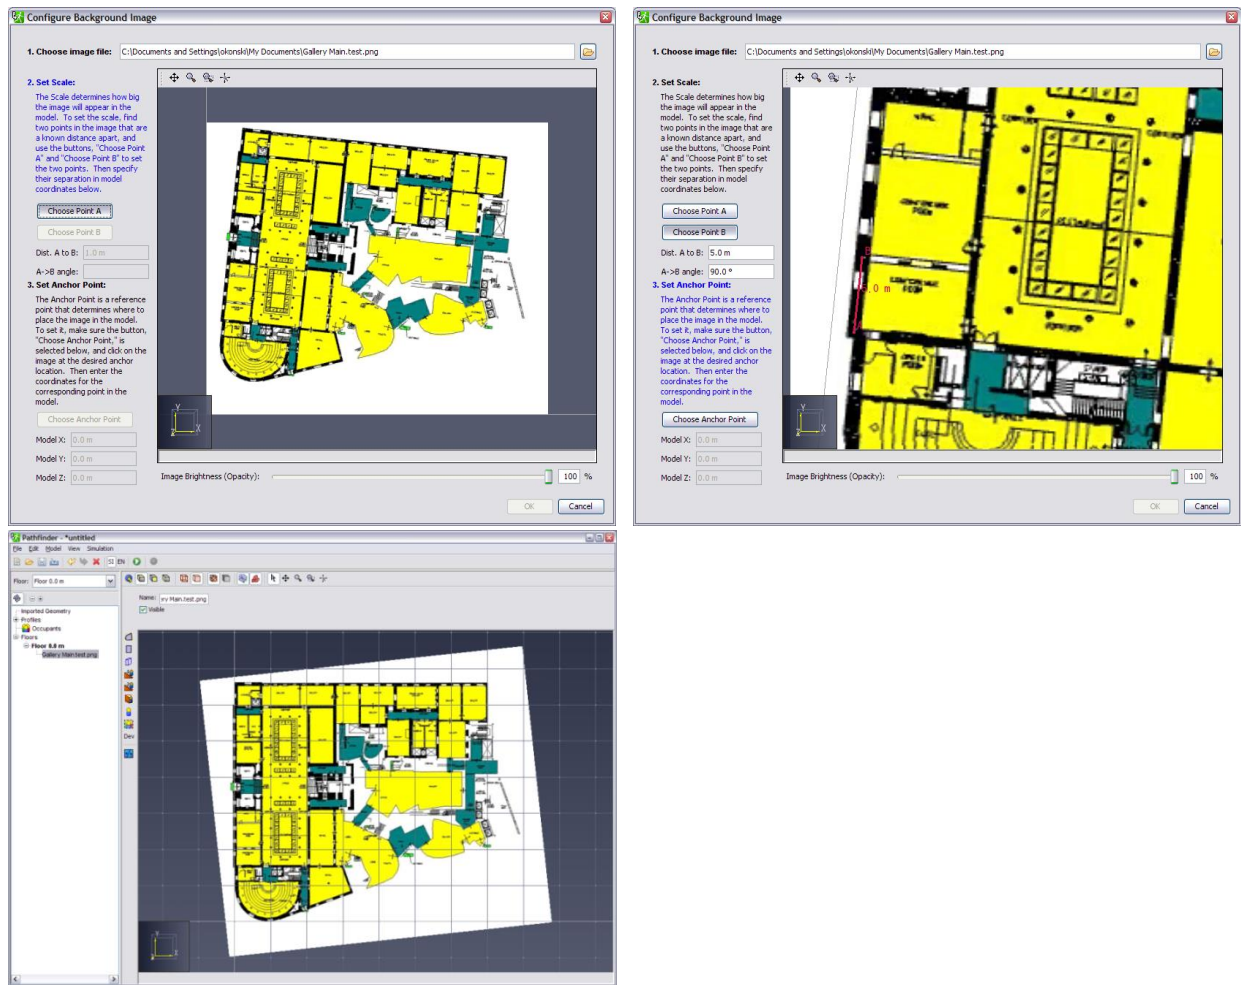 Configure Background Image
1. Choose image file: C:\Documents and Settings\okonski\My Documents\Gallery Main.test.png
2. Set Scale:
The Scale determines how big
the image will appear in the
model. To set the scale, find
two points in the image that are
a known distance apart, and
use the buttons, "Choose Point
A" and "Choose Point B" to set
the two points. Then specify
their separation in model
coordinates below.
Choose Point A
Choose Point B
Dist. A to B: 1.0 m
A->B angle:
3. Set Anchor Point:
The Anchor Point is a reference
point that determines where to
place the image in the model.
To set it, make sure the button,
"Choose Anchor Point," is
selected below, and click on the
image at the desired anchor
location. Then enter the
coordinates for the
corresponding point in the
model.
Choose Anchor Point
Model X: 0.0 m
Model Y: 0.0 m
Model Z: 0.0 m
Y
Z X
Image Brightness (Opacity): 100 %
OK Cancel
Configure Background Image
1. Choose image file: C:\Documents and Settings\okonski\My Documents\Gallery Main.test.png
2. Set Scale:
The Scale determines how big
the image will appear in the
model. To set the scale, find
two points in the image that are
a known distance apart, and
use the buttons, "Choose Point
A" and "Choose Point B" to set
the two points. Then specify
their separation in model
coordinates below.
Choose Point A
Choose Point B
Dist. A to B: 5.0 m
A->B angle: 90.0 °
3. Set Anchor Point:
The Anchor Point is a reference
point that determines where to
place the image in the model.
To set it, make sure the button,
"Choose Anchor Point," is
selected below, and click on the
image at the desired anchor
location. Then enter the
coordinates for the
corresponding point in the
model.
Choose Anchor Point
Model X: 0.0 m
Model Y: 0.0 m
Model Z: 0.0 m
B
.0 m
Y
Z X
Image Brightness (Opacity): 100 %
OK Cancel
Pathfinder - *untitled
File Edit Model View Simulation
SI EN
Floor: Floor 0.0 m
Name: ry Main.test.png
Visible
Imported Geometry
Profiles
Occupants
Floors
Floor 0.0 m
Gallery Main.test.png
Dev
Y
Z X